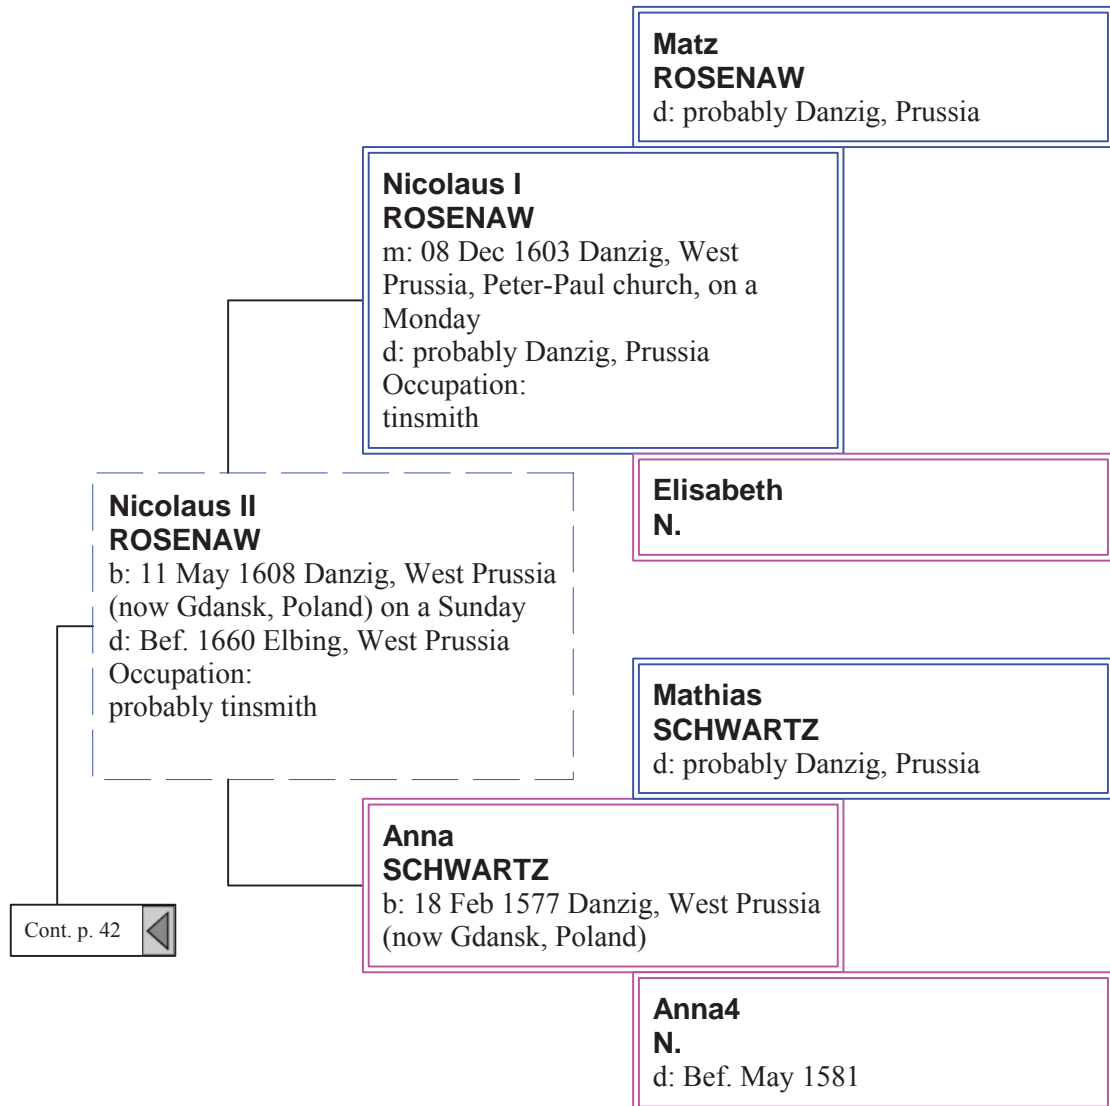 Matz
ROSENAW
d: probably Danzig, Prussia
Nicolaus I
ROSENAW
m: 08 Dec 1603 Danzig, West
Prussia, Peter-Paul church, on a
Monday
d: probably Danzig, Prussia
Occupation:
tinsmith
Elisabeth
N.
Nicolaus II
ROSENAW
b: 11 May 1608 Danzig, West Prussia
(now Gdansk, Poland) on a Sunday
d: Bef. 1660 Elbing, West Prussia
Occupation:
probably tinsmith
Mathias
SCHWARTZ
d: probably Danzig, Prussia
Anna
SCHWARTZ
b: 18 Feb 1577 Danzig, West Prussia
(now Gdansk, Poland)
Cont. p. 42
Anna4
N.
d: Bef. May 1581